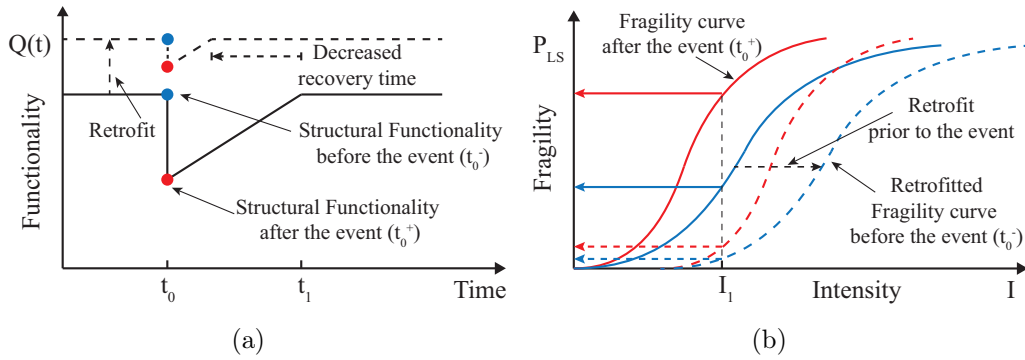 Q(t)
Functionality
Retrofit
Decreased
recovery time
Structural Functionality
before the event (t₀⁻)
Structural Functionality
after the event (t₀⁺)
t₀
t₁
Time
(a)
P_LS
Fragility
Fragility curve
after the event (t₀⁺)
Retrofit
prior to the event
Retrofitted
Fragility curve
before the event (t₀⁻)
I₁
Intensity
I
(b)